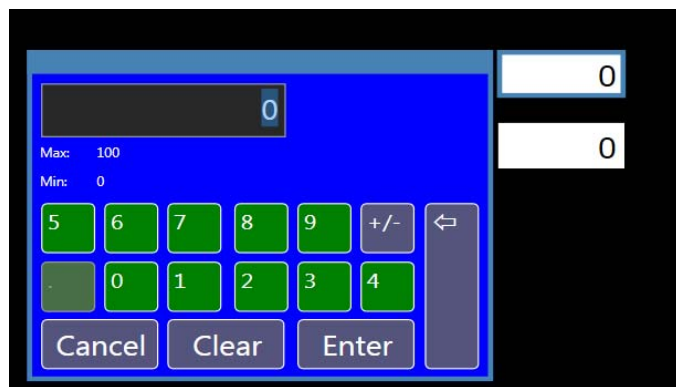 0
0
0
Max: 100
Min: 0
5 6 7 8 9 +/- ⇦
. 0 1 2 3 4
Cancel Clear Enter